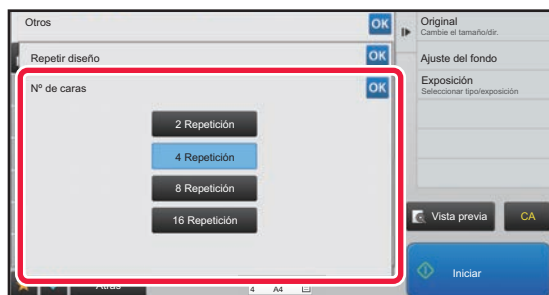 Otros
OK
Repetir diseño
OK
Nº de caras
OK
2 Repetición
4 Repetición
8 Repetición
16 Repetición
Atrás
4 A4
Original
Cambie el tamaño/dir.
Ajuste del fondo
Exposición
Seleccionar tipo/exposición
Vista previa
CA
Iniciar